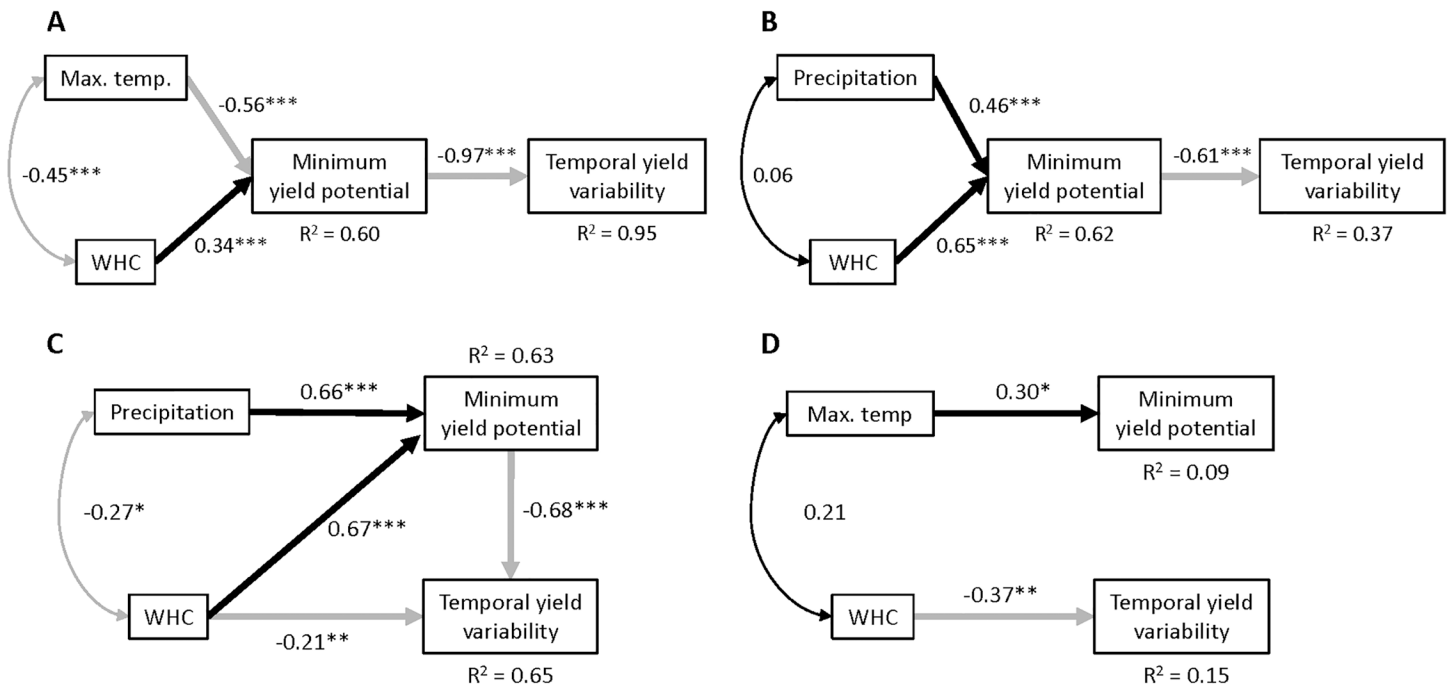 A
Max. temp.
-0.56***
-0.45***
Minimum
yield potential
R² = 0.60
-0.97***
Temporal yield
variability
R² = 0.95
WHC
0.34***
B
Precipitation
0.46***
0.06
Minimum
yield potential
R² = 0.62
-0.61***
Temporal yield
variability
R² = 0.37
WHC
0.65***
C
R² = 0.63
Precipitation
0.66***
Minimum
yield potential
-0.27*
0.67***
-0.68***
WHC
-0.21**
Temporal yield
variability
R² = 0.65
D
Max. temp
0.30*
Minimum
yield potential
R² = 0.09
0.21
WHC
-0.37**
Temporal yield
variability
R² = 0.15